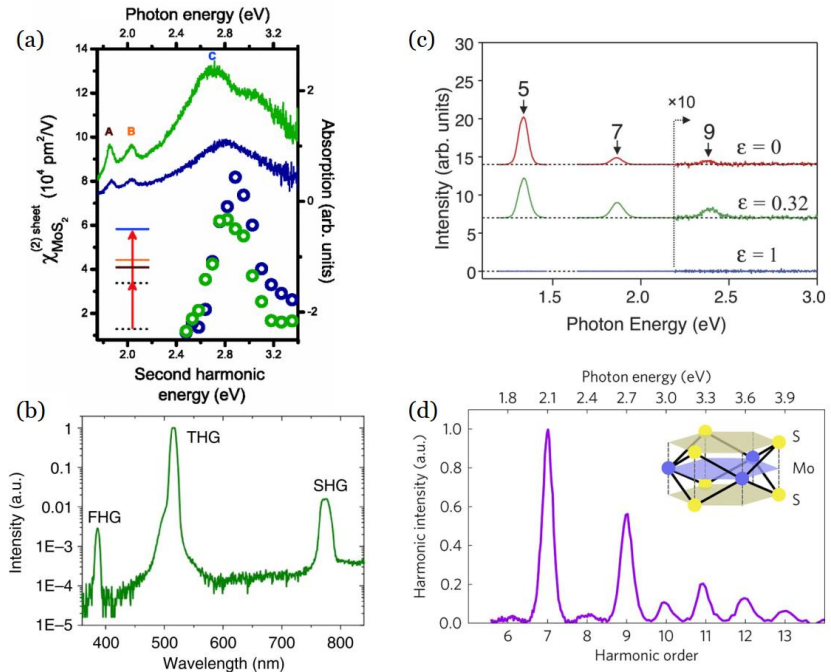 (a)
Photon energy (eV)
2.0 2.4 2.8 3.2
14
12
10
8
6
4
2
A
B
C
2
1
0
-1
-2
χ(2) sheet MoS2 (10⁴ pm²/V)
Absorption (arb. units)
2.0 2.4 2.8 3.2
Second harmonic
energy (eV)
(c)
30
25
20
15
10
5
0
Intensity (arb. units)
5
7
9
×10
ε = 0
ε = 0.32
ε = 1
1.5 2.0 2.5 3.0
Photon Energy (eV)
(b)
1
0.1
0.01
1E–3
1E–4
1E–5
Intensity (a.u.)
FHG
THG
SHG
400 500 600 700 800
Wavelength (nm)
(d)
Photon energy (eV)
1.8 2.1 2.4 2.7 3.0 3.3 3.6 3.9
1.0
0.8
0.6
0.4
0.2
0.0
Harmonic intensity (a.u.)
S
Mo
S
6 7 8 9 10 11 12 13
Harmonic order